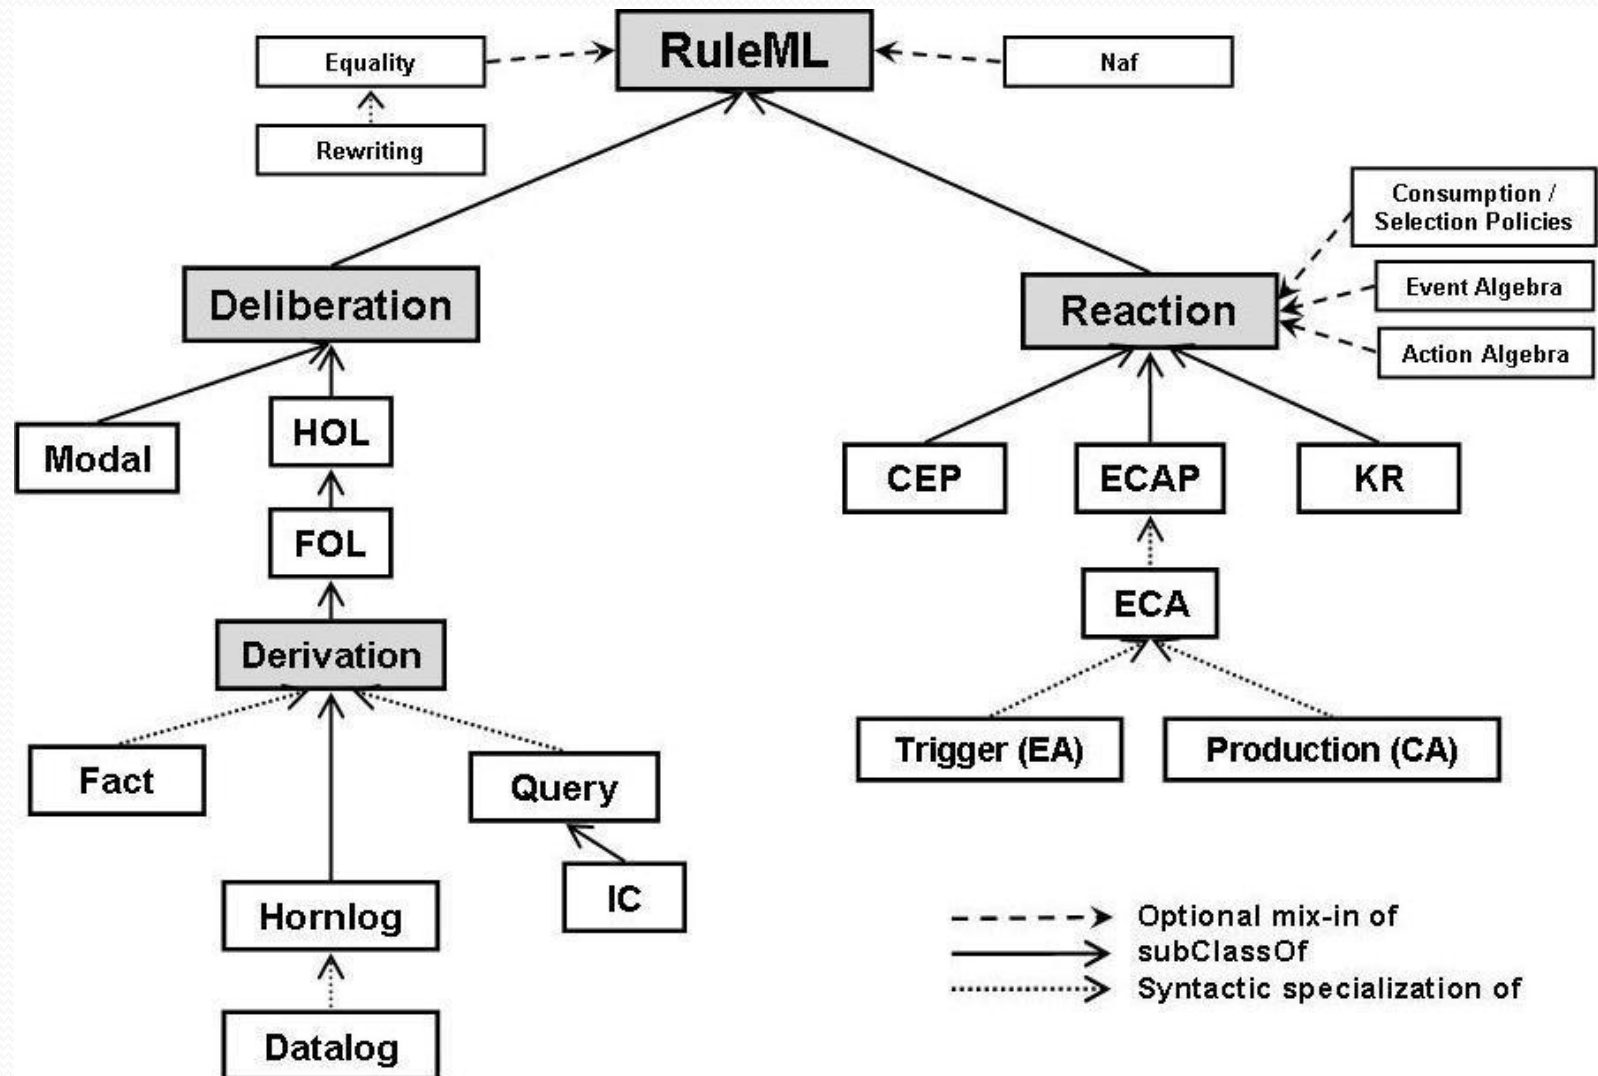 RuleML
Equality
Naf
Rewriting
Consumption /
Selection Policies
Deliberation
Reaction
Event Algebra
Action Algebra
HOL
Modal
CEP
ECAP
KR
FOL
ECA
Derivation
Trigger (EA)
Production (CA)
Fact
Query
IC
Hornlog
Optional mix-in of
subClassOf
Syntactic specialization of
Datalog